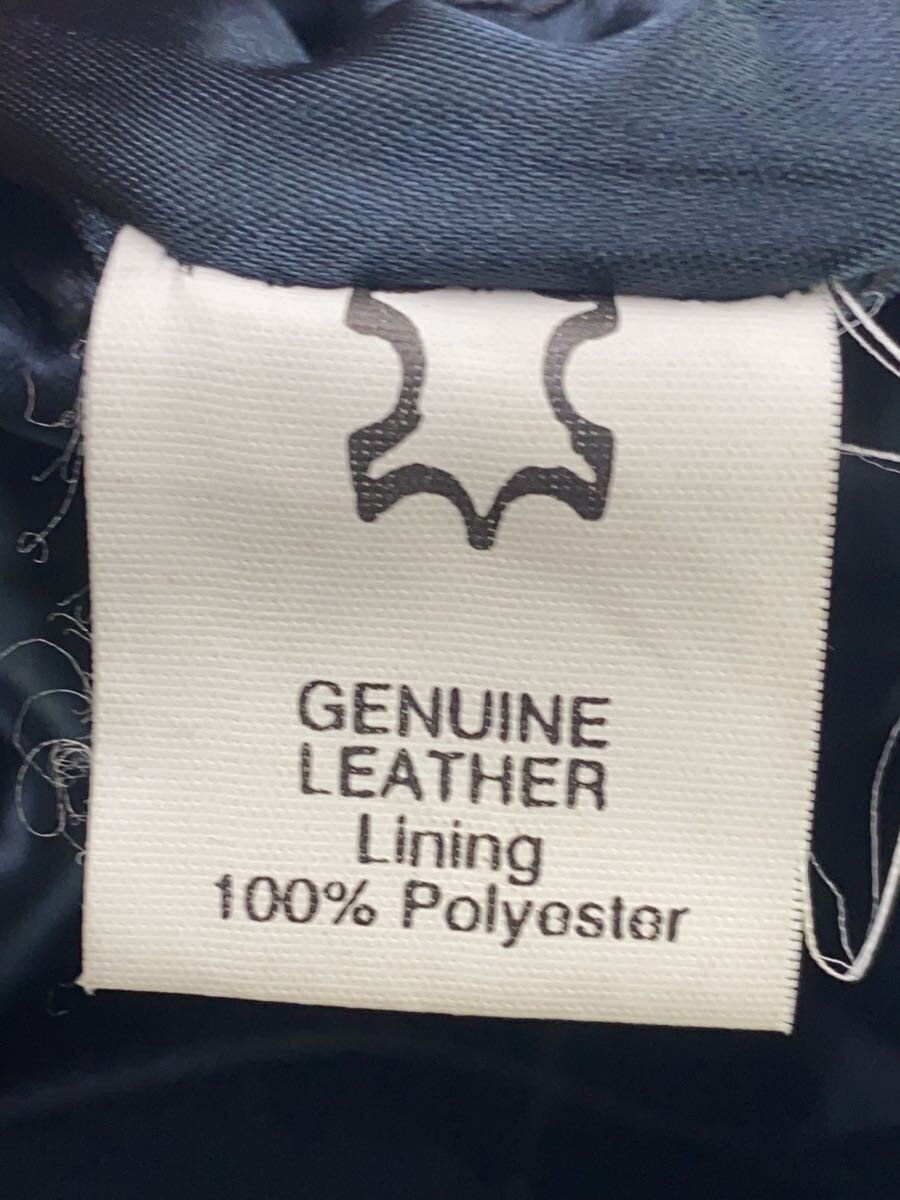 GENUINE
LEATHER
Lining
100% Polyester